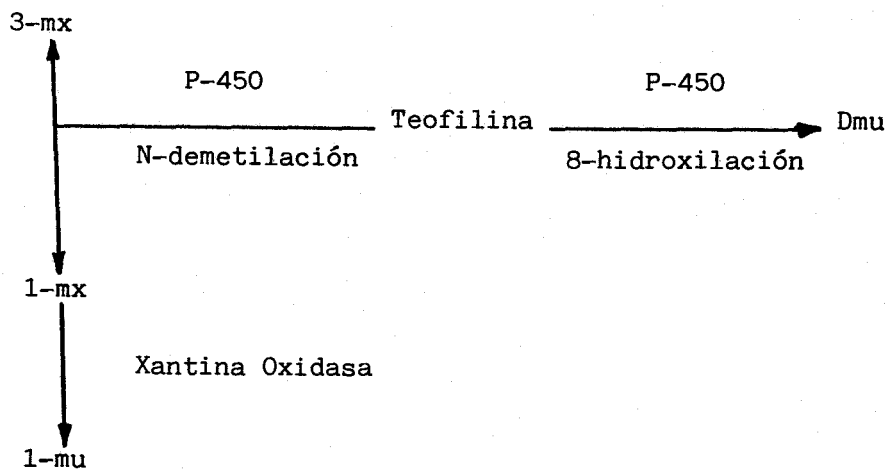 3-mx
P-450 P-450
Teofilina Dmu
N-demetilación 8-hidroxilación
1-mx
Xantina Oxidasa
1-mu